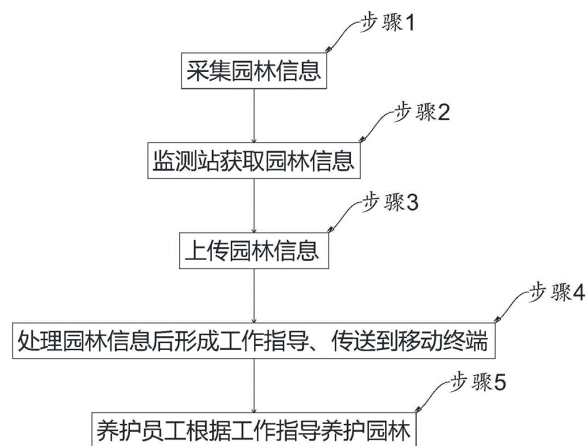 步骤1
采集园林信息
步骤2
监测站获取园林信息
步骤3
上传园林信息
步骤4
处理园林信息后形成工作指导、传送到移动终端
步骤5
养护员工根据工作指导养护园林